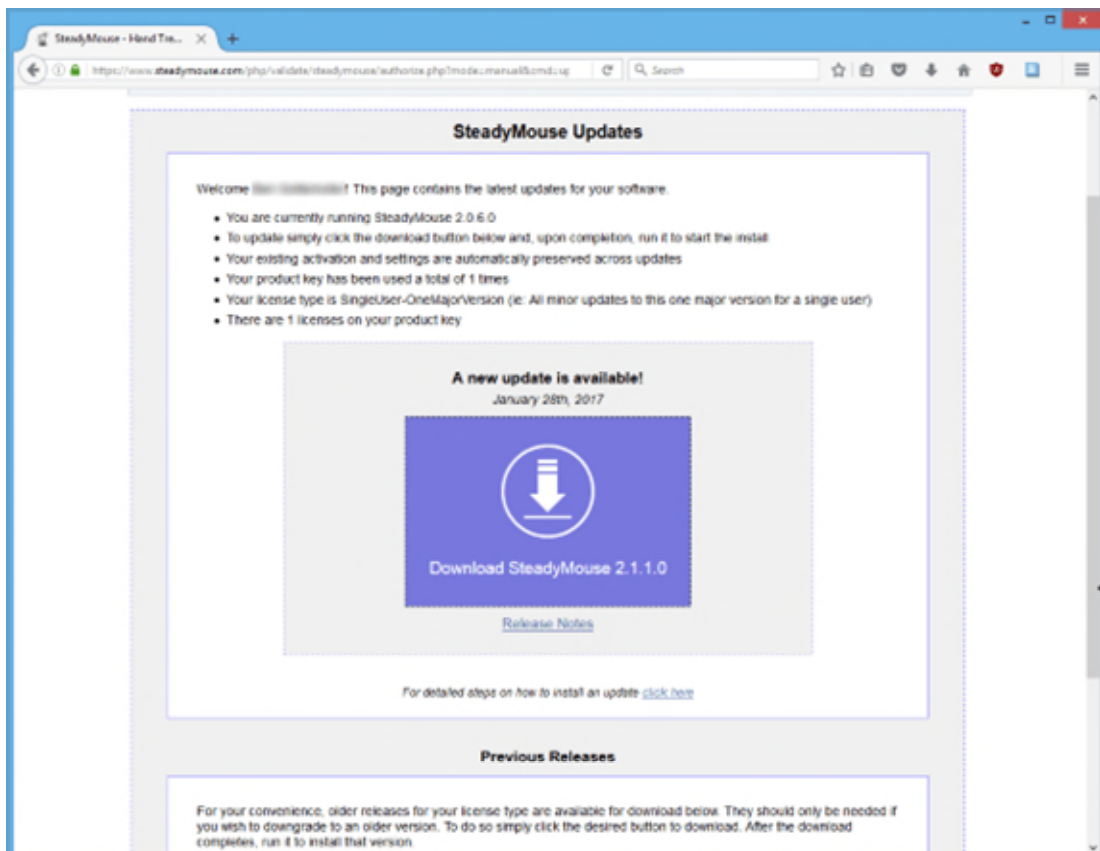 SteadyMouse - Hand Tre...
https://www.steadymouse.com/php/validate/steadymouse/authorize.php?mode=manual&cmd=up
Search
SteadyMouse Updates
Welcome ! This page contains the latest updates for your software.
• You are currently running SteadyMouse 2.0.6.0
• To update simply click the download button below and, upon completion, run it to start the install
• Your existing activation and settings are automatically preserved across updates
• Your product key has been used a total of 1 times
• Your license type is SingleUser-OneMajorVersion (ie: All minor updates to this one major version for a single user)
• There are 1 licenses on your product key
A new update is available!
January 28th, 2017
Download SteadyMouse 2.1.1.0
Release Notes
For detailed steps on how to install an update click here
Previous Releases
For your convenience, older releases for your license type are available for download below. They should only be needed if
you wish to downgrade to an older version. To do so simply click the desired button to download. After the download
completes, run it to install that version.